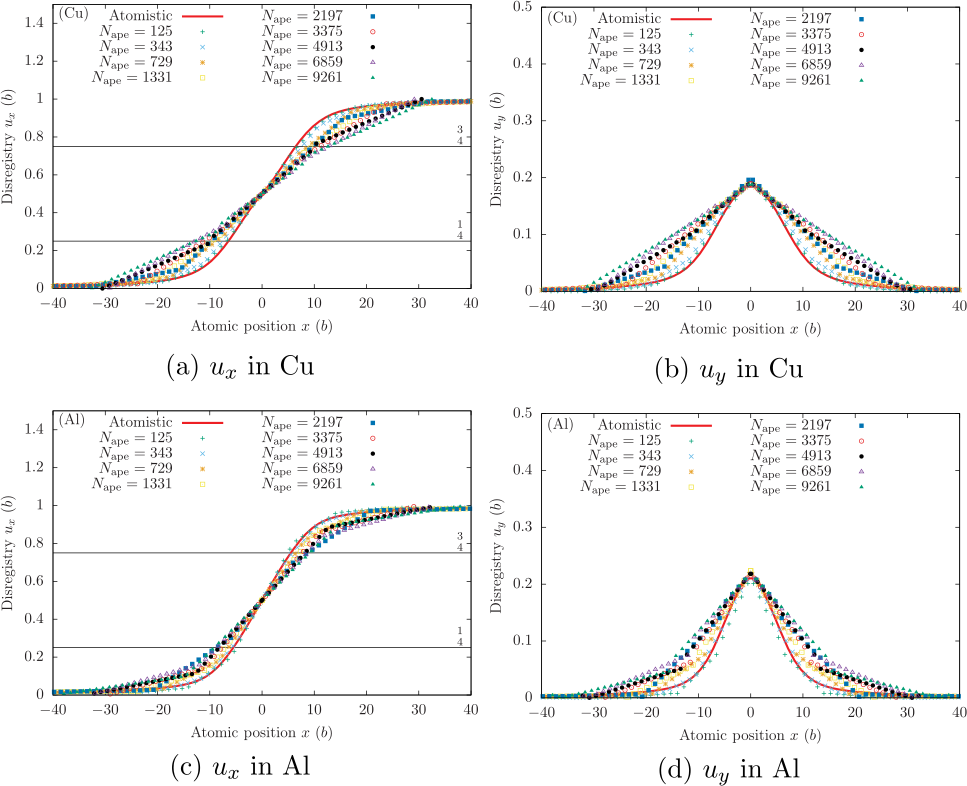 (Cu)
Atomistic
N_ape = 125
N_ape = 343
N_ape = 729
N_ape = 1331
N_ape = 2197
N_ape = 3375
N_ape = 4913
N_ape = 6859
N_ape = 9261
1.4
1.2
1
0.8
0.6
0.4
0.2
0
3/4
1/4
Disregistry u_x (b)
−40 −30 −20 −10 0 10 20 30 40
Atomic position x (b)
(a) u_x in Cu
(Cu)
Atomistic
N_ape = 125
N_ape = 343
N_ape = 729
N_ape = 1331
N_ape = 2197
N_ape = 3375
N_ape = 4913
N_ape = 6859
N_ape = 9261
0.5
0.4
0.3
0.2
0.1
0
Disregistry u_y (b)
−40 −30 −20 −10 0 10 20 30 40
Atomic position x (b)
(b) u_y in Cu
(Al)
Atomistic
N_ape = 125
N_ape = 343
N_ape = 729
N_ape = 1331
N_ape = 2197
N_ape = 3375
N_ape = 4913
N_ape = 6859
N_ape = 9261
1.4
1.2
1
0.8
0.6
0.4
0.2
0
3/4
1/4
Disregistry u_x (b)
−40 −30 −20 −10 0 10 20 30 40
Atomic position x (b)
(c) u_x in Al
(Al)
Atomistic
N_ape = 125
N_ape = 343
N_ape = 729
N_ape = 1331
N_ape = 2197
N_ape = 3375
N_ape = 4913
N_ape = 6859
N_ape = 9261
0.5
0.4
0.3
0.2
0.1
0
Disregistry u_y (b)
−40 −30 −20 −10 0 10 20 30 40
Atomic position x (b)
(d) u_y in Al